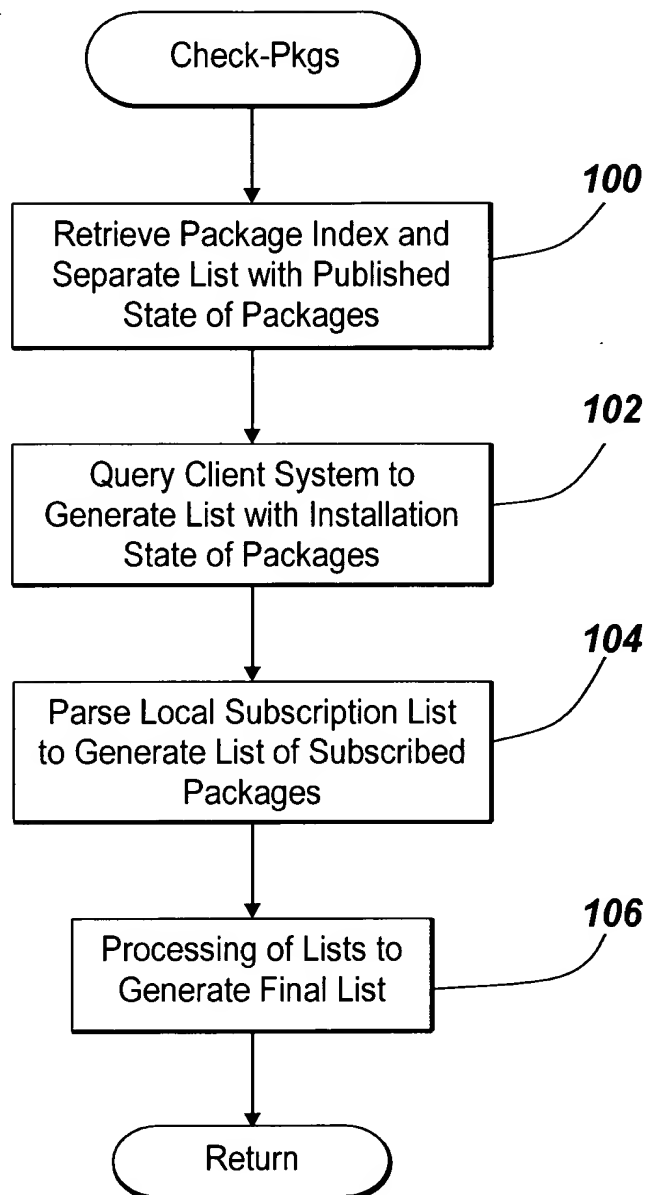 Check-Pkgs
100
Retrieve Package Index and
Separate List with Published
State of Packages
102
Query Client System to
Generate List with Installation
State of Packages
104
Parse Local Subscription List
to Generate List of Subscribed
Packages
106
Processing of Lists to
Generate Final List
Return